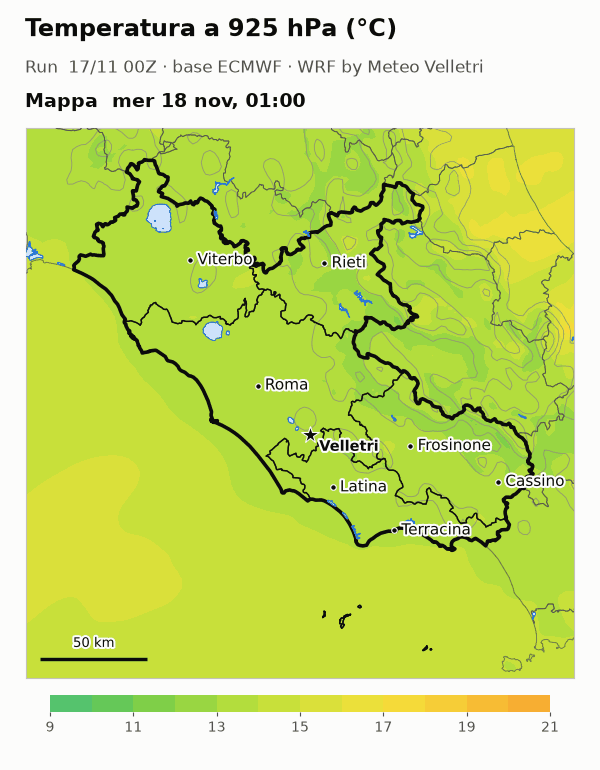 Temperatura a 925 hPa (°C)
Run  17/11 00Z · base ECMWF · WRF by Meteo Velletri
Mappa  mer 18 nov, 01:00
Viterbo
Rieti
Roma
Velletri
Frosinone
Cassino
Latina
Terracina
50 km
9 11 13 15 17 19 21